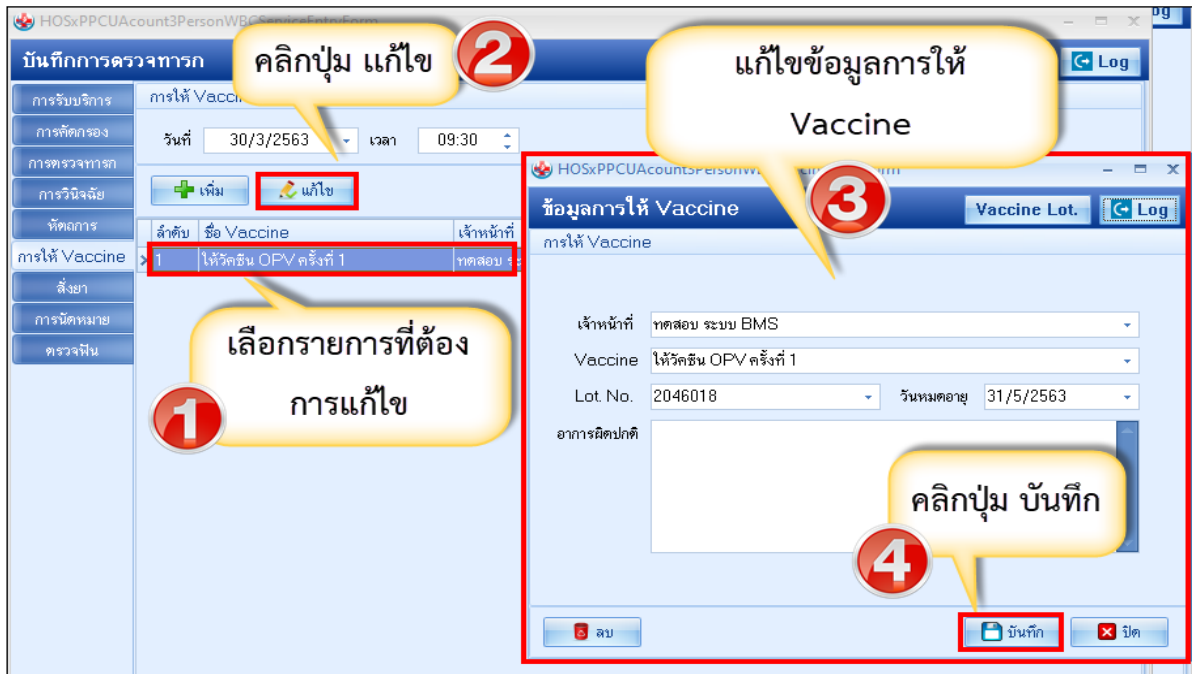 HOSxPPCUAccount3PersonWBCServiceEntryForm
og
บันทึกการตรวจทารก
Log
คลิกปุ่ม แก้ไข
2
แก้ไขข้อมูลการให้
Vaccine
3
การรับบริการ
การคัดกรอง
การตรวจทารก
การวินิจฉัย
หัตถการ
การให้ Vaccine
สั่งยา
การนัดหมาย
ตรวจฟัน
การให้ Vaccine
วันที่ 30/3/2563 เวลา 09:30
เพิ่ม แก้ไข
ลำดับ ชื่อ Vaccine เจ้าหน้าที่
1 ให้วัคซีน OPV ครั้งที่ 1 ทดสอบ
เลือกรายการที่ต้อง
การแก้ไข
1
ข้อมูลการให้ Vaccine Vaccine Lot. Log
การให้ Vaccine
เจ้าหน้าที่ ทดสอบ ระบบ BMS
Vaccine ให้วัคซีน OPV ครั้งที่ 1
Lot. No. 2046018 วันหมดอายุ 31/5/2563
อาการผิดปกติ
คลิกปุ่ม บันทึก
4
ลบ บันทึก ปิด